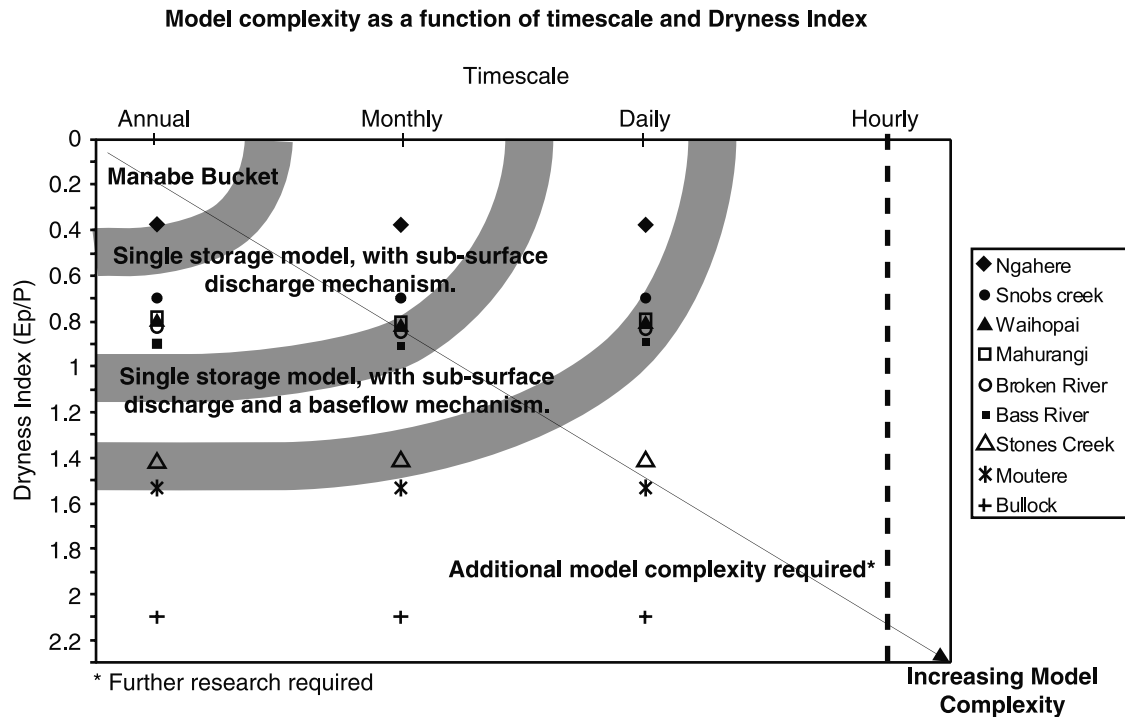 Model complexity as a function of timescale and Dryness Index
Timescale
Annual Monthly Daily Hourly
Dryness Index (Ep/P)
0
0.2
0.4
0.6
0.8
1
1.2
1.4
1.6
1.8
2
2.2
Manabe Bucket
Single storage model, with sub-surface
discharge mechanism.
Single storage model, with sub-surface
discharge and a baseflow mechanism.
Additional model complexity required*
Ngahere
Snobs creek
Waihopai
Mahurangi
Broken River
Bass River
Stones Creek
Moutere
Bullock
* Further research required
Increasing Model
Complexity